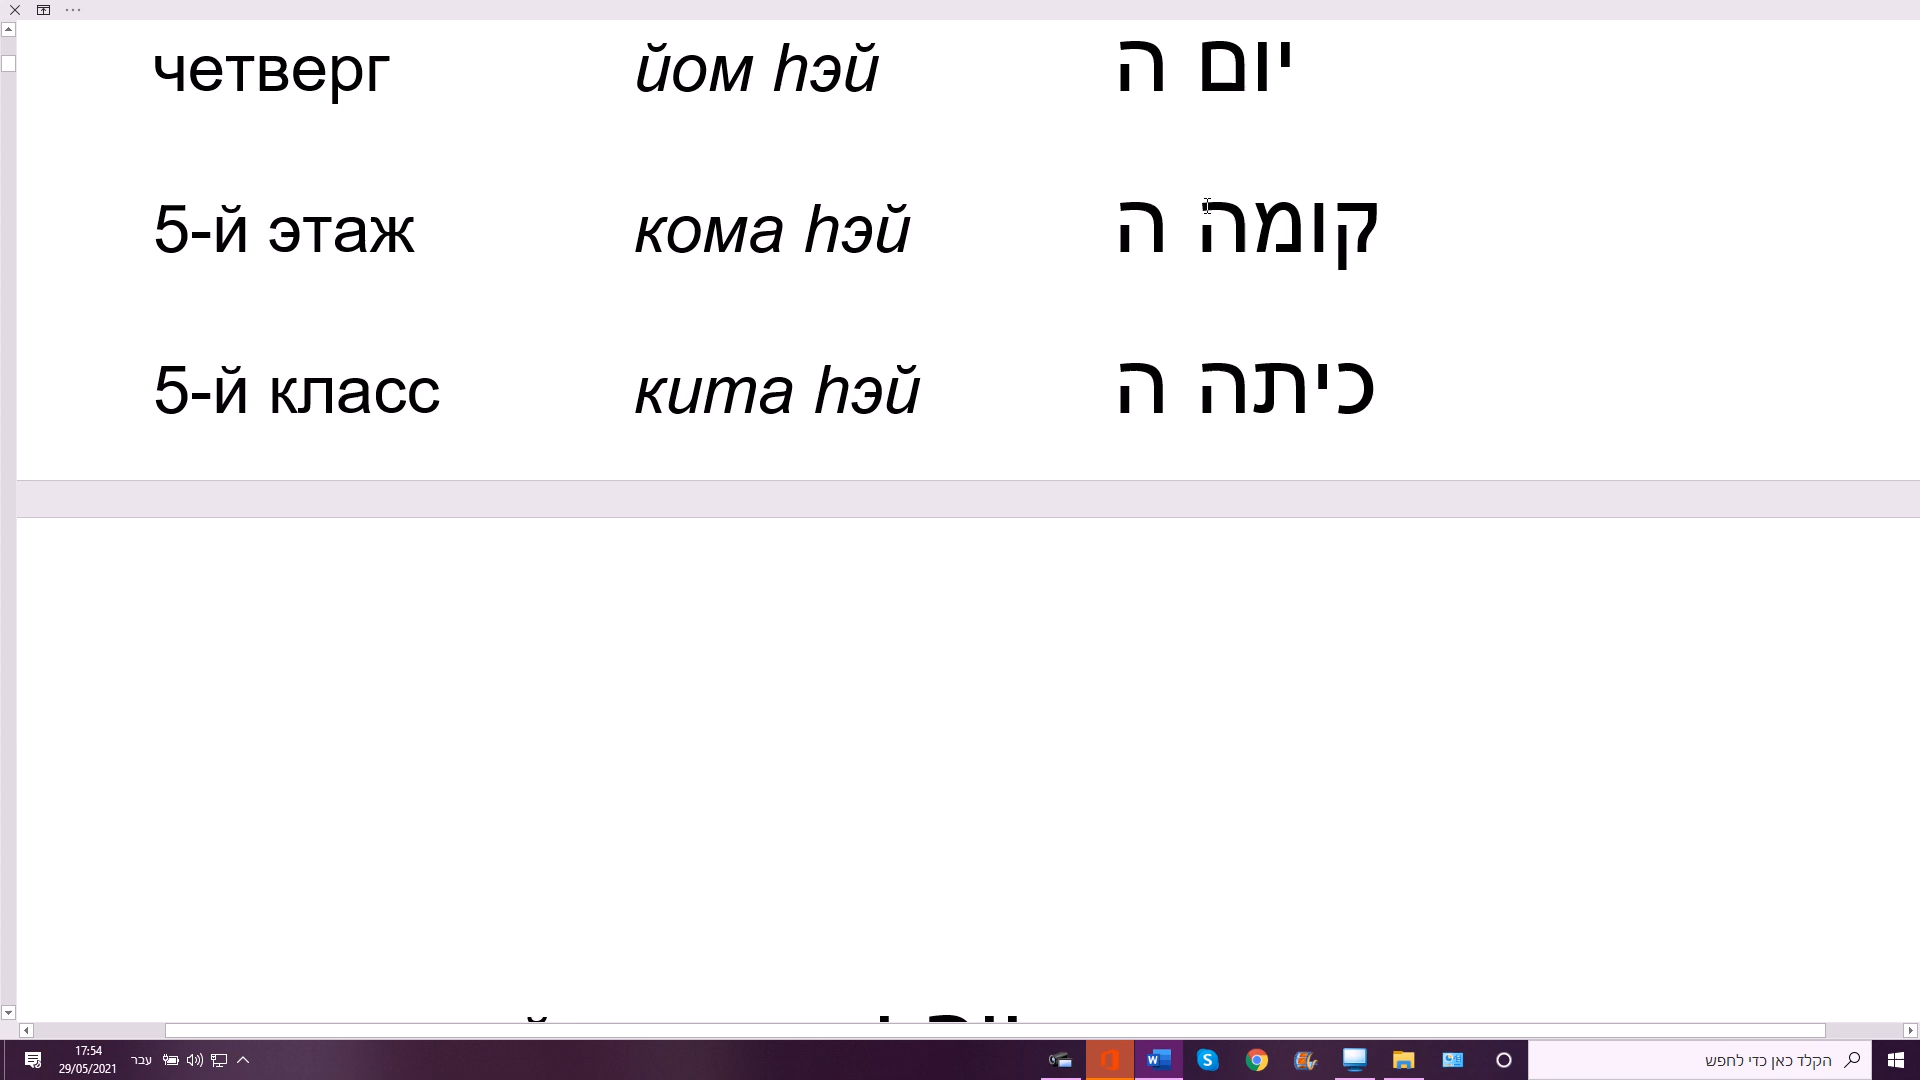 четверг йом hэй יום ה
5-й этаж кома hэй קומה ה
5-й класс кита hэй כיתה ה
17:54
29/05/2021
עבר
הקלד כאן כדי לחפש